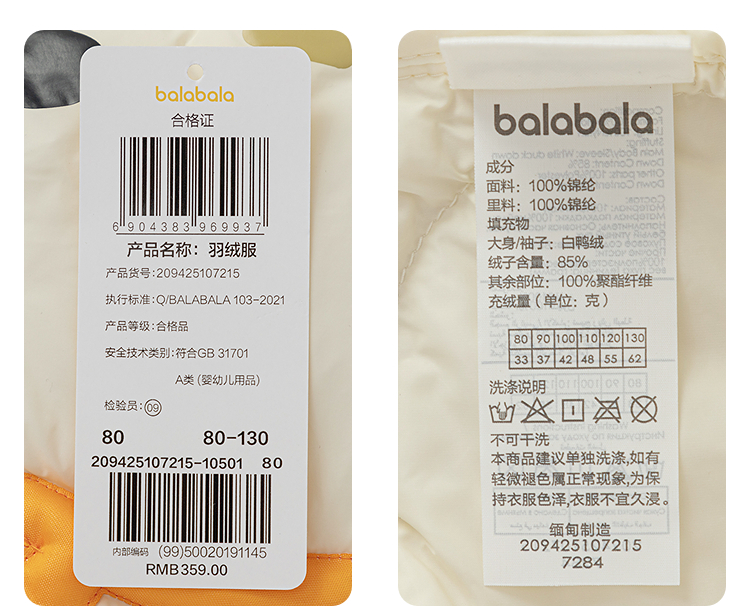 balabala
合格证
6 904383 969937
产品名称：羽绒服
产品货号:209425107215
执行标准:Q/BALABALA 103-2021
产品等级:合格品
安全技术类别:符合GB 31701
A类 (婴幼儿用品)
检验员:09
80 80-130
209425107215-10501 80
内部编码 (99)50020191145
RMB359.00
balabala
成分
面料：100%锦纶
里料：100%锦纶
填充物
大身/袖子：白鸭绒
绒子含量：85%
其余部位：100%聚酯纤维
充绒量（单位：克）
80 90 100 110 120 130
33 37 42 48 55 62
洗涤说明
不可干洗
本商品建议单独洗涤,如有
轻微褪色属正常现象,为保
持衣服色泽,衣服不宜久浸。
缅甸制造
209425107215
7284